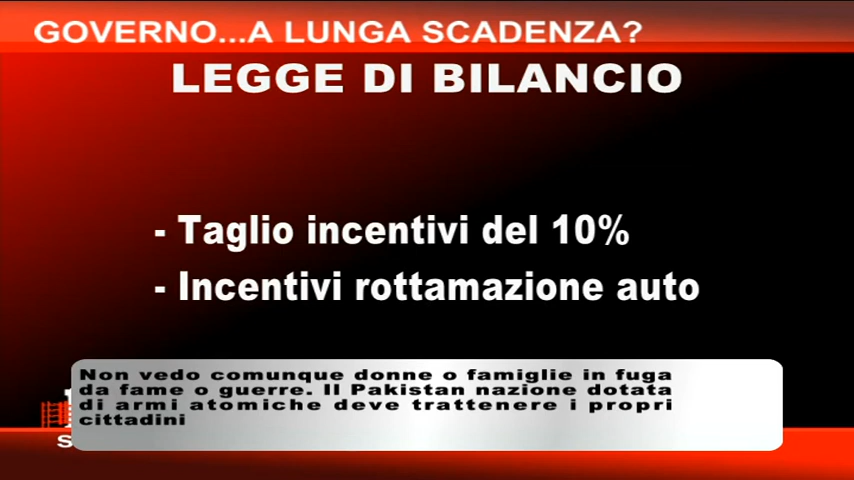 GOVERNO...A LUNGA SCADENZA?
LEGGE DI BILANCIO
- Taglio incentivi del 10%
- Incentivi rottamazione auto
Non vedo comunque donne o famiglie in fuga
da fame o guerre. Il Pakistan nazione dotata
di armi atomiche deve trattenere i propri
cittadini